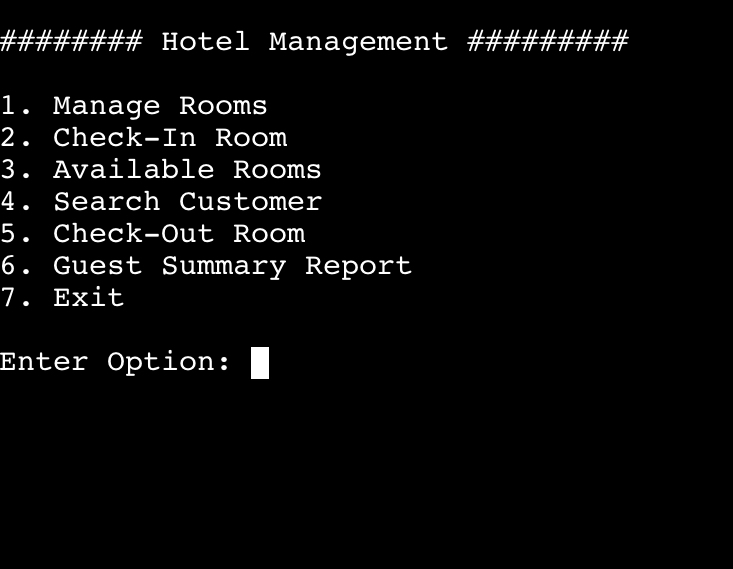 ######## Hotel Management #########
1. Manage Rooms
2. Check-In Room
3. Available Rooms
4. Search Customer
5. Check-Out Room
6. Guest Summary Report
7. Exit
Enter Option: